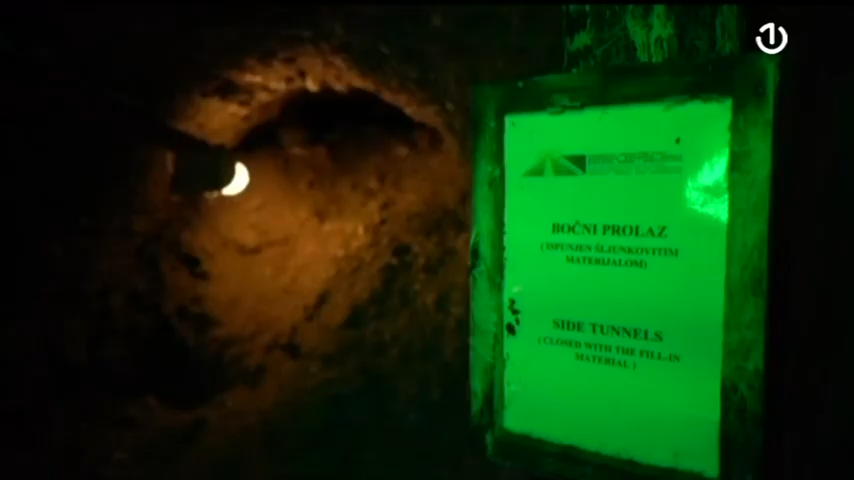 BOČNI PROLAZ
(ISPUNJEN ŠLJUNKOVITIM
MATERIJALOM)
SIDE TUNNELS
( CLOSED WITH THE FILL-IN
MATERIAL )